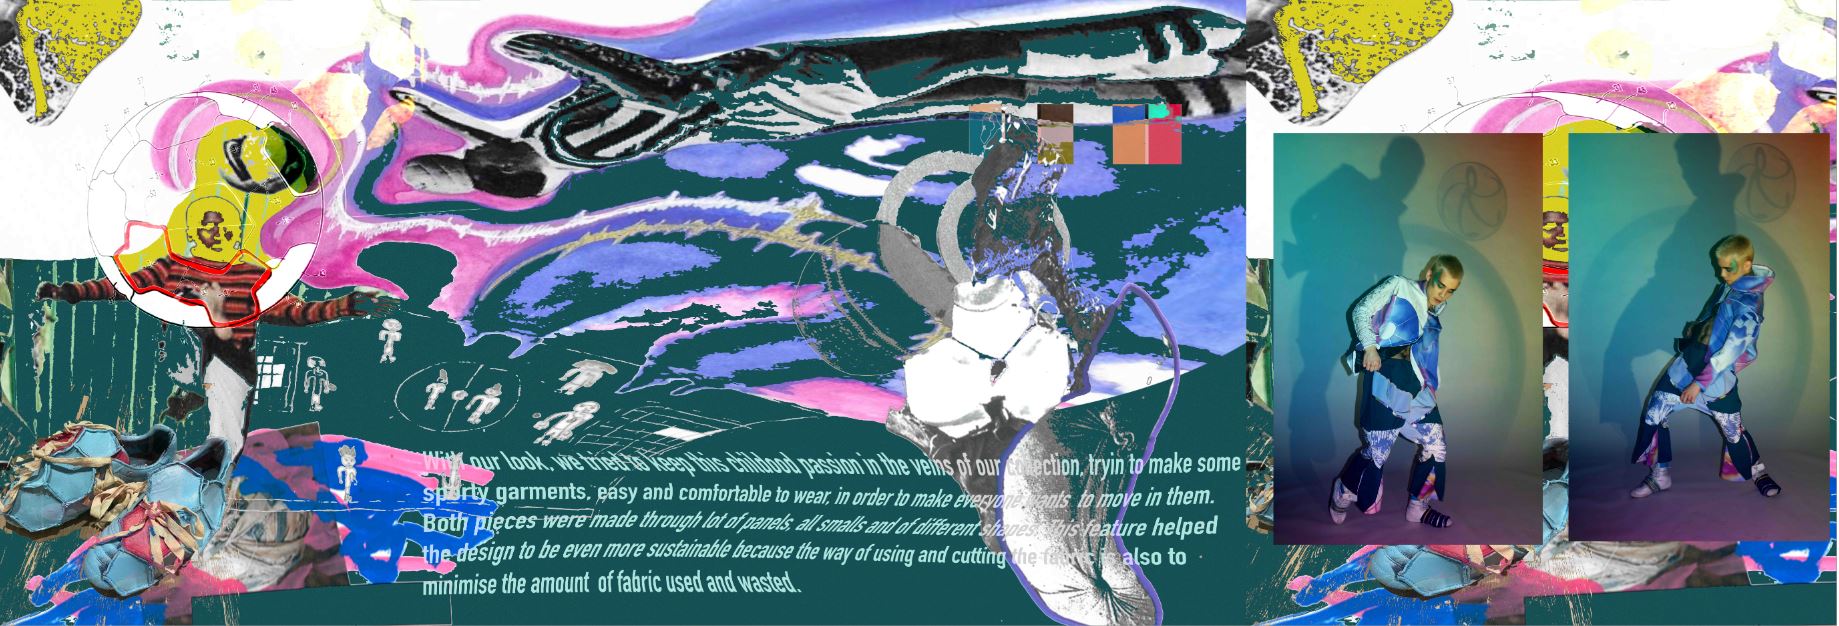 With our look, we tried to keep this childood passion in the veins of our collection, tryin to make some
sporty garments, easy and comfortable to wear, in order to make everyone wants to move in them.
Both pieces were made through lot of panels, all smalls and of different shapes. This feature helped
the design to be even more sustainable because the way of using and cutting the fabric is also to
minimise the amount of fabric used and wasted.